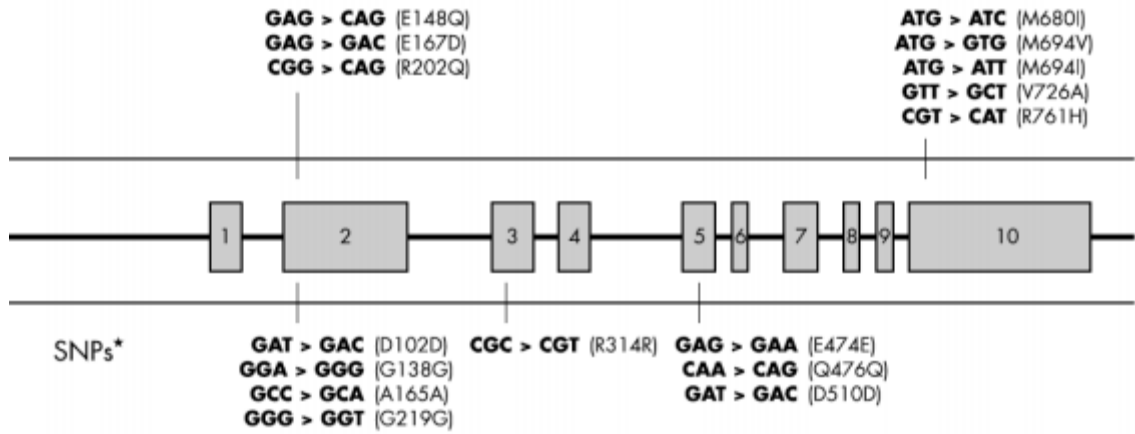 GAG > CAG (E148Q)
GAG > GAC (E167D)
CGG > CAG (R202Q)
ATG > ATC (M680I)
ATG > GTG (M694V)
ATG > ATT (M694I)
GTT > GCT (V726A)
CGT > CAT (R761H)
1 2 3 4 5 6 7 8 9 10
SNPs*
GAT > GAC (D102D)
GGA > GGG (G138G)
GCC > GCA (A165A)
GGG > GGT (G219G)
CGC > CGT (R314R)
GAG > GAA (E474E)
CAA > CAG (Q476Q)
GAT > GAC (D510D)